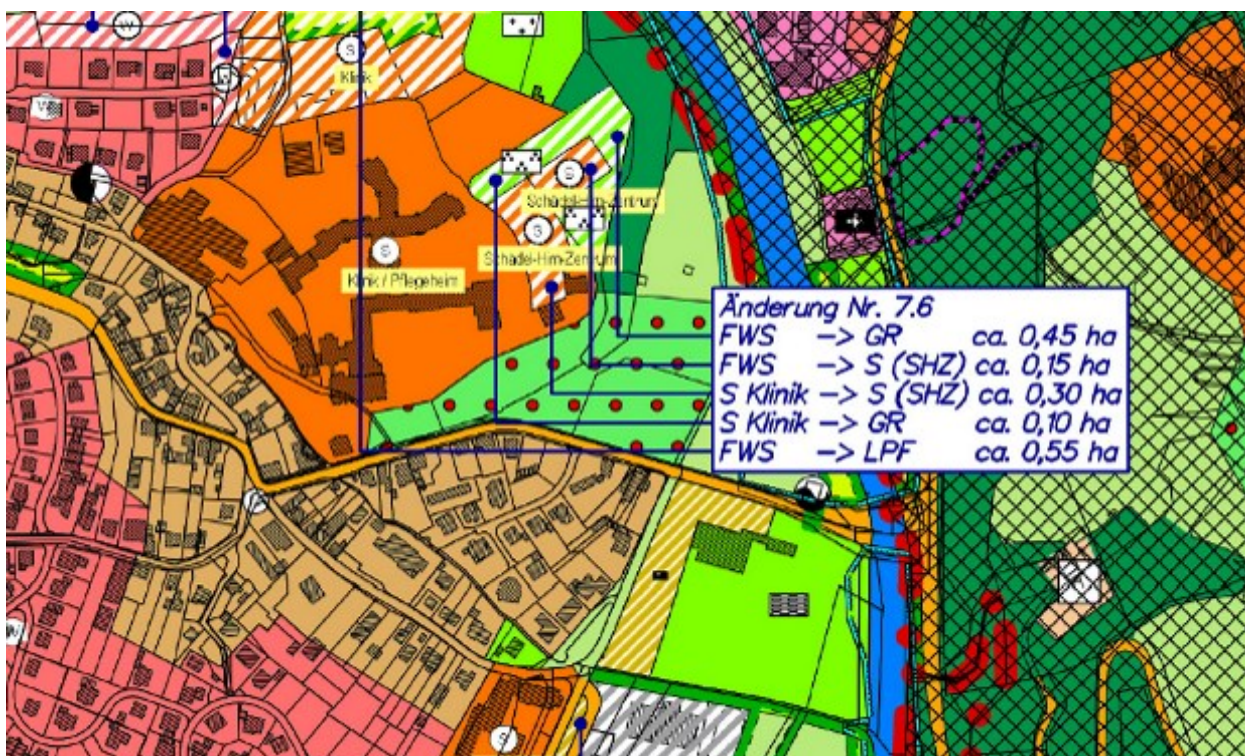 W
S
Klinik
W
S
Schädel-Hirn-Zentrum
S
Schädel-Hirn-Zentrum
S
Klinik / Pflegeheim
Änderung Nr. 7.6
FWS -> GR ca. 0,45 ha
FWS -> S (SHZ) ca. 0,15 ha
S Klinik -> S (SHZ) ca. 0,30 ha
S Klinik -> GR ca. 0,10 ha
FWS -> LPF ca. 0,55 ha
S